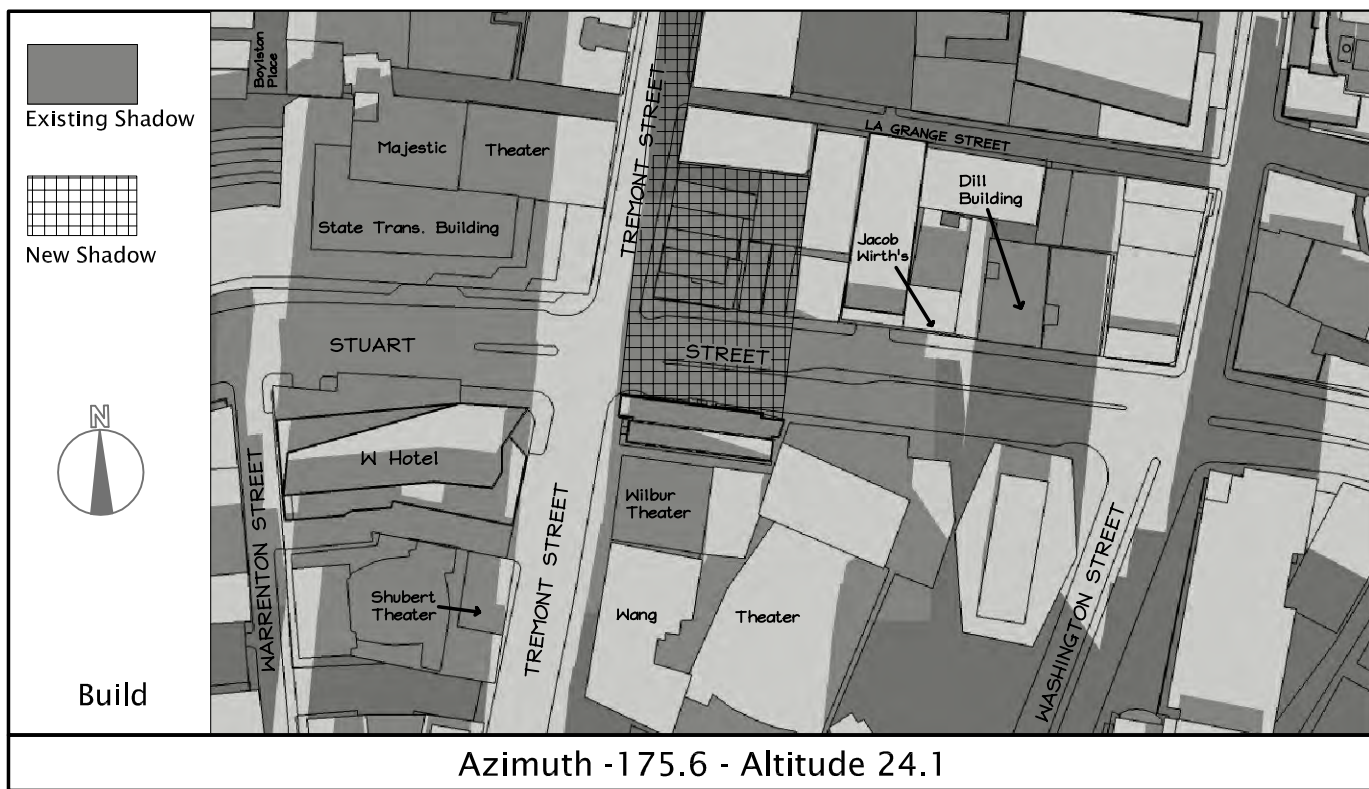 Existing Shadow
New Shadow
N
Build
Boylston
Place
Majestic
Theater
State Trans. Building
TREMONT STREET
LA GRANGE STREET
Dill
Building
Jacob
Wirth's
STUART
STREET
W Hotel
WARRENTON STREET
Shubert
Theater
TREMONT STREET
Wilbur
Theater
Wang
Theater
WASHINGTON STREET
Azimuth -175.6 - Altitude 24.1